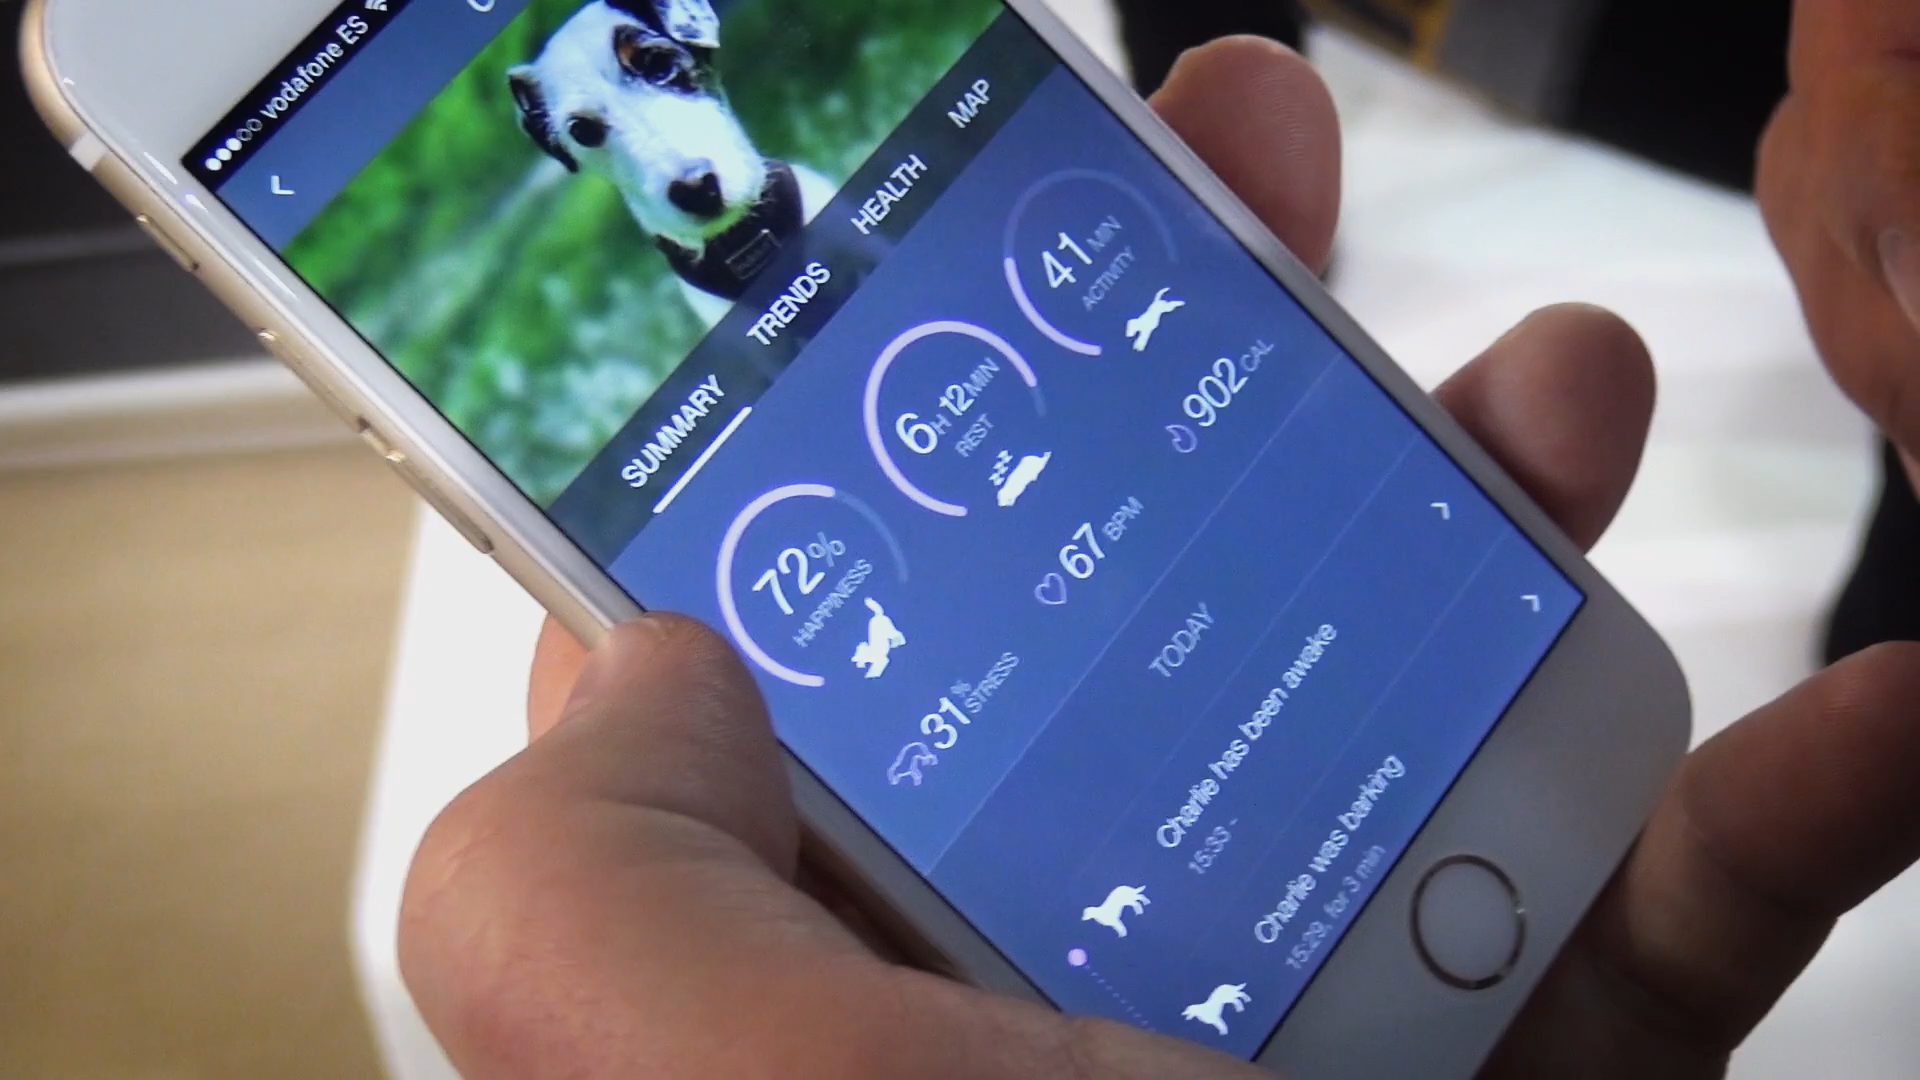 vodafone ES
SUMMARY TRENDS HEALTH MAP
72% 6H 12MIN 41 MIN
HAPPINESS REST ACTIVITY
zzz
31% STRESS 67 BPM 902 CAL
TODAY
Charlie has been awake
15:33 -
Charlie was barking
15:29, for 3 min